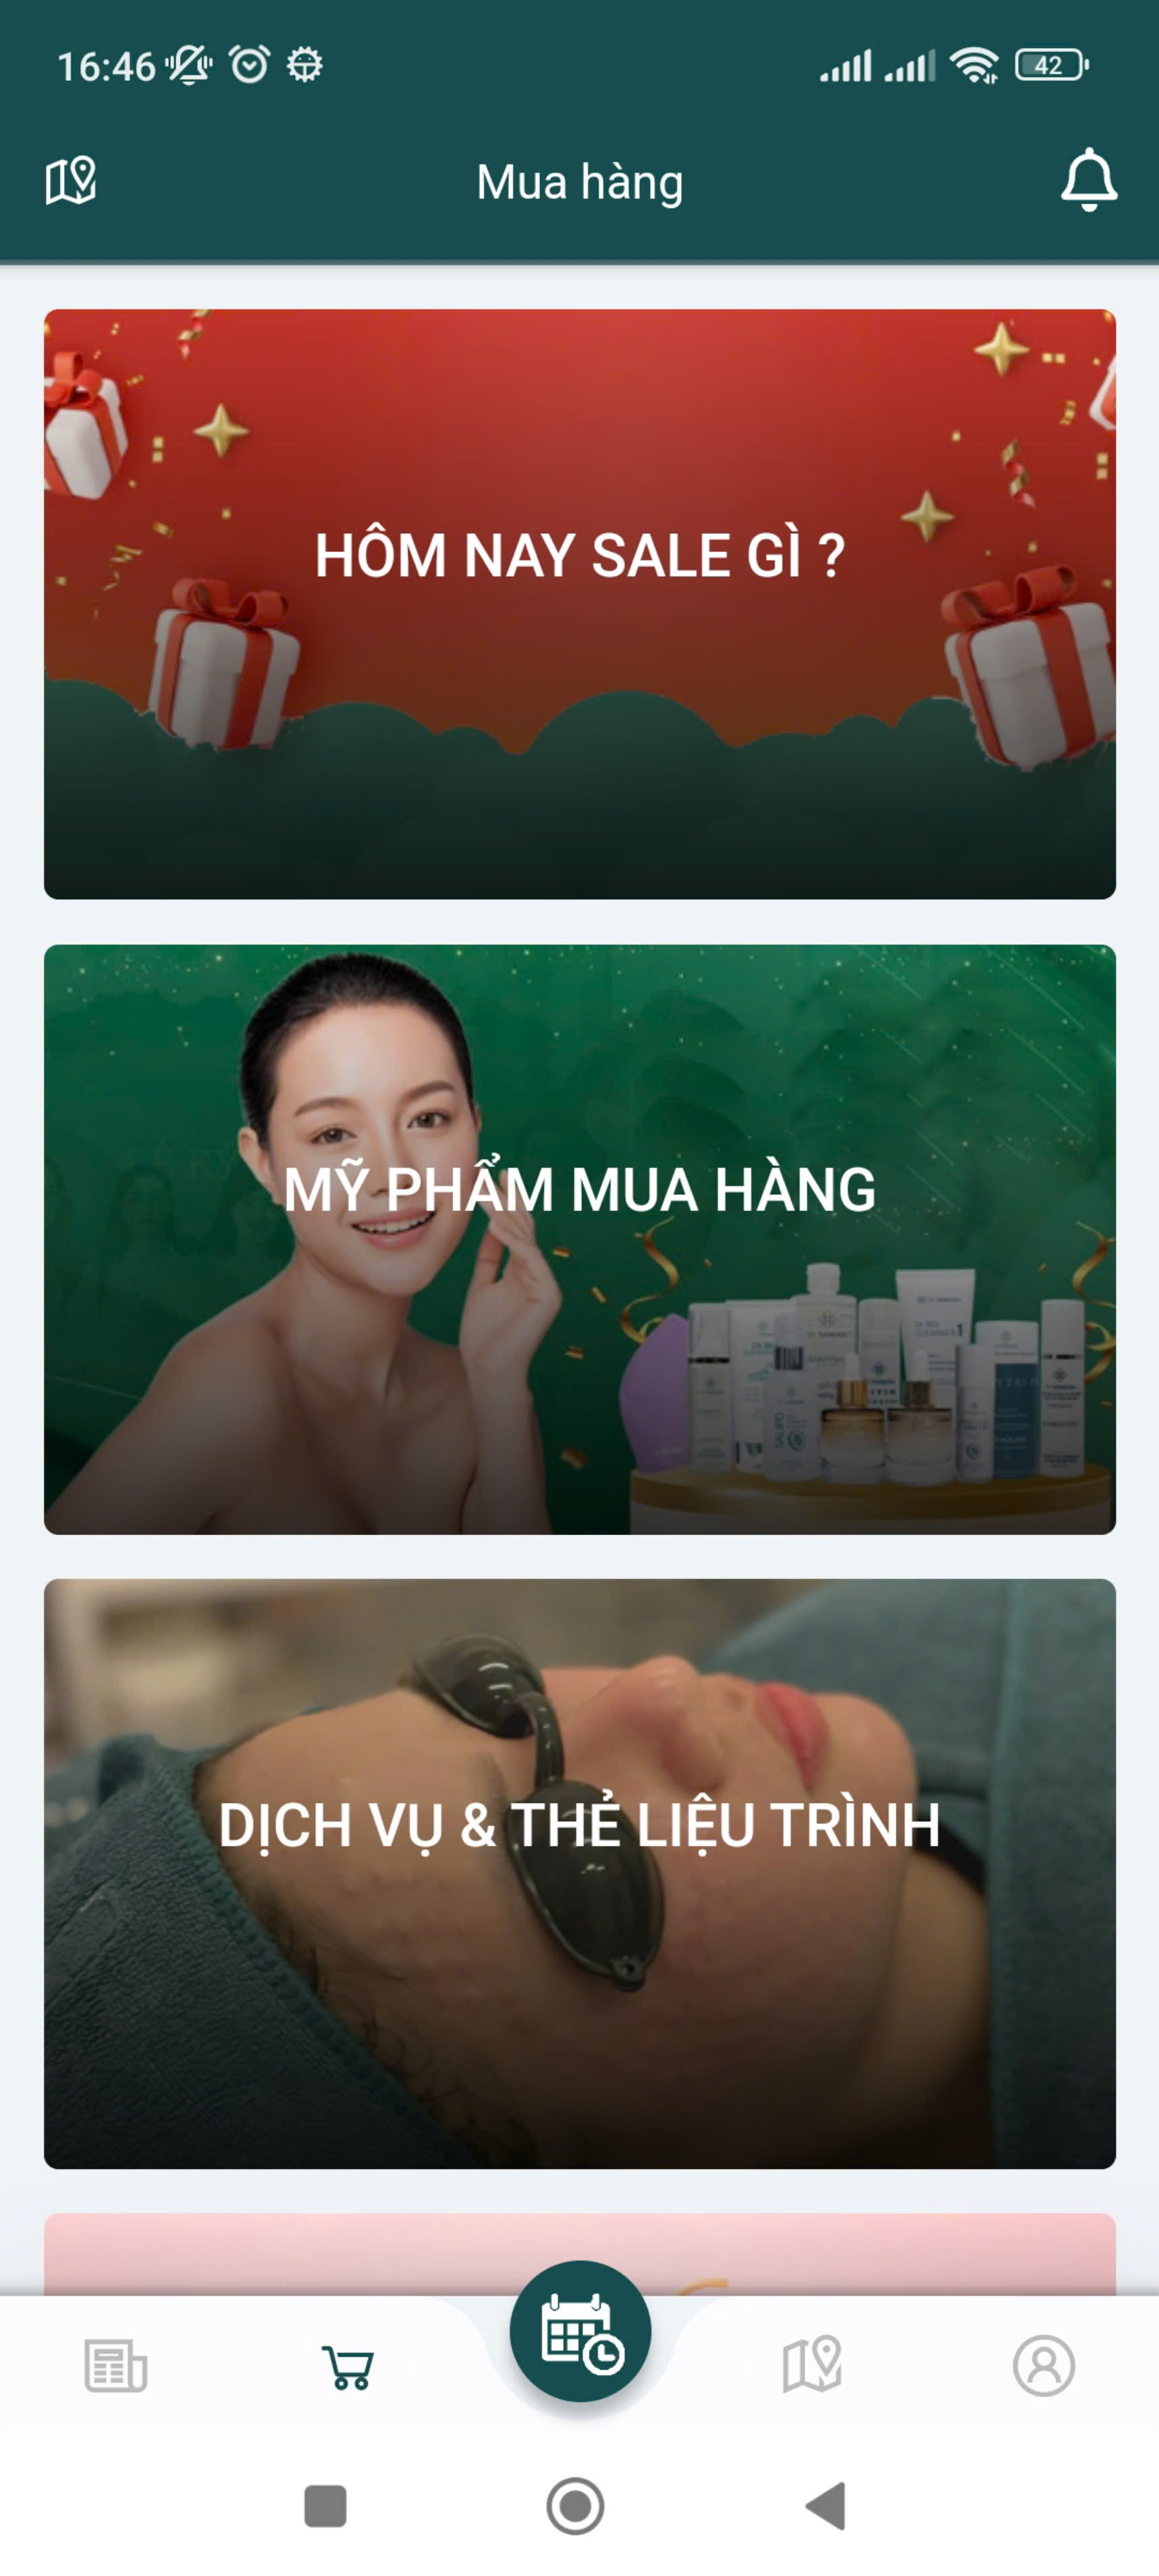 16:46
42
Mua hàng
HÔM NAY SALE GÌ ?
MỸ PHẨM MUA HÀNG
DỊCH VỤ & THẺ LIỆU TRÌNH